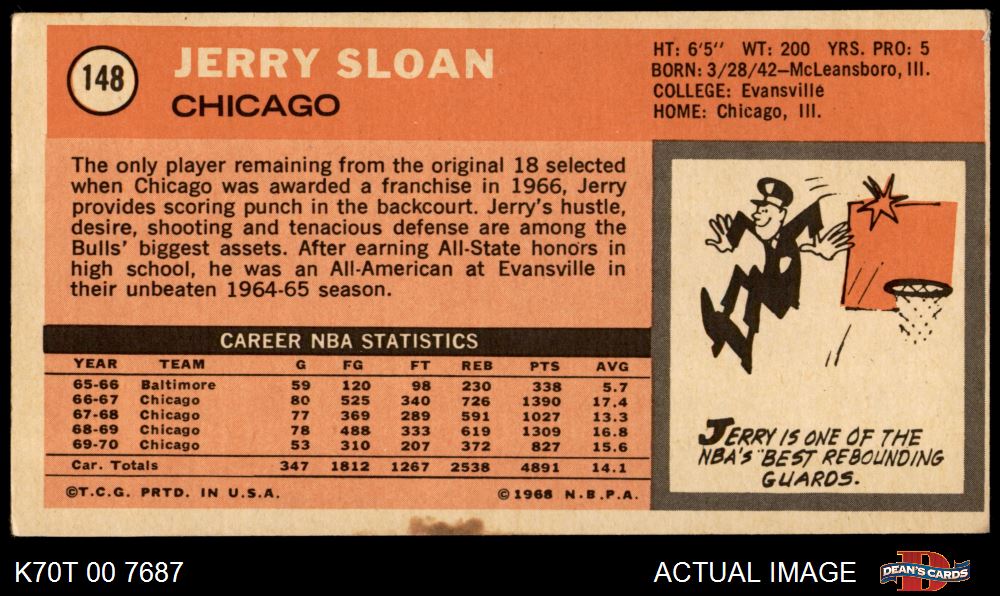 148
JERRY SLOAN
CHICAGO
HT: 6'5" WT: 200 YRS. PRO: 5
BORN: 3/28/42—McLeansboro, Ill.
COLLEGE: Evansville
HOME: Chicago, Ill.
The only player remaining from the original 18 selected
when Chicago was awarded a franchise in 1966, Jerry
provides scoring punch in the backcourt. Jerry's hustle,
desire, shooting and tenacious defense are among the
Bulls' biggest assets. After earning All-State honors in
high school, he was an All-American at Evansville in
their unbeaten 1964-65 season.
CAREER NBA STATISTICS
YEAR TEAM G FG FT REB PTS AVG
65-66 Baltimore 59 120 98 230 338 5.7
66-67 Chicago 80 525 340 726 1390 17.4
67-68 Chicago 77 369 289 591 1027 13.3
68-69 Chicago 78 488 333 619 1309 16.8
69-70 Chicago 53 310 207 372 827 15.6
Car. Totals 347 1812 1267 2538 4891 14.1
©T.C.G. PRTD. IN U.S.A. ©1968 N.B.P.A.
JERRY IS ONE OF THE
NBA'S BEST REBOUNDING
GUARDS.
K70T 00 7687
ACTUAL IMAGE
DEAN'S CARDS